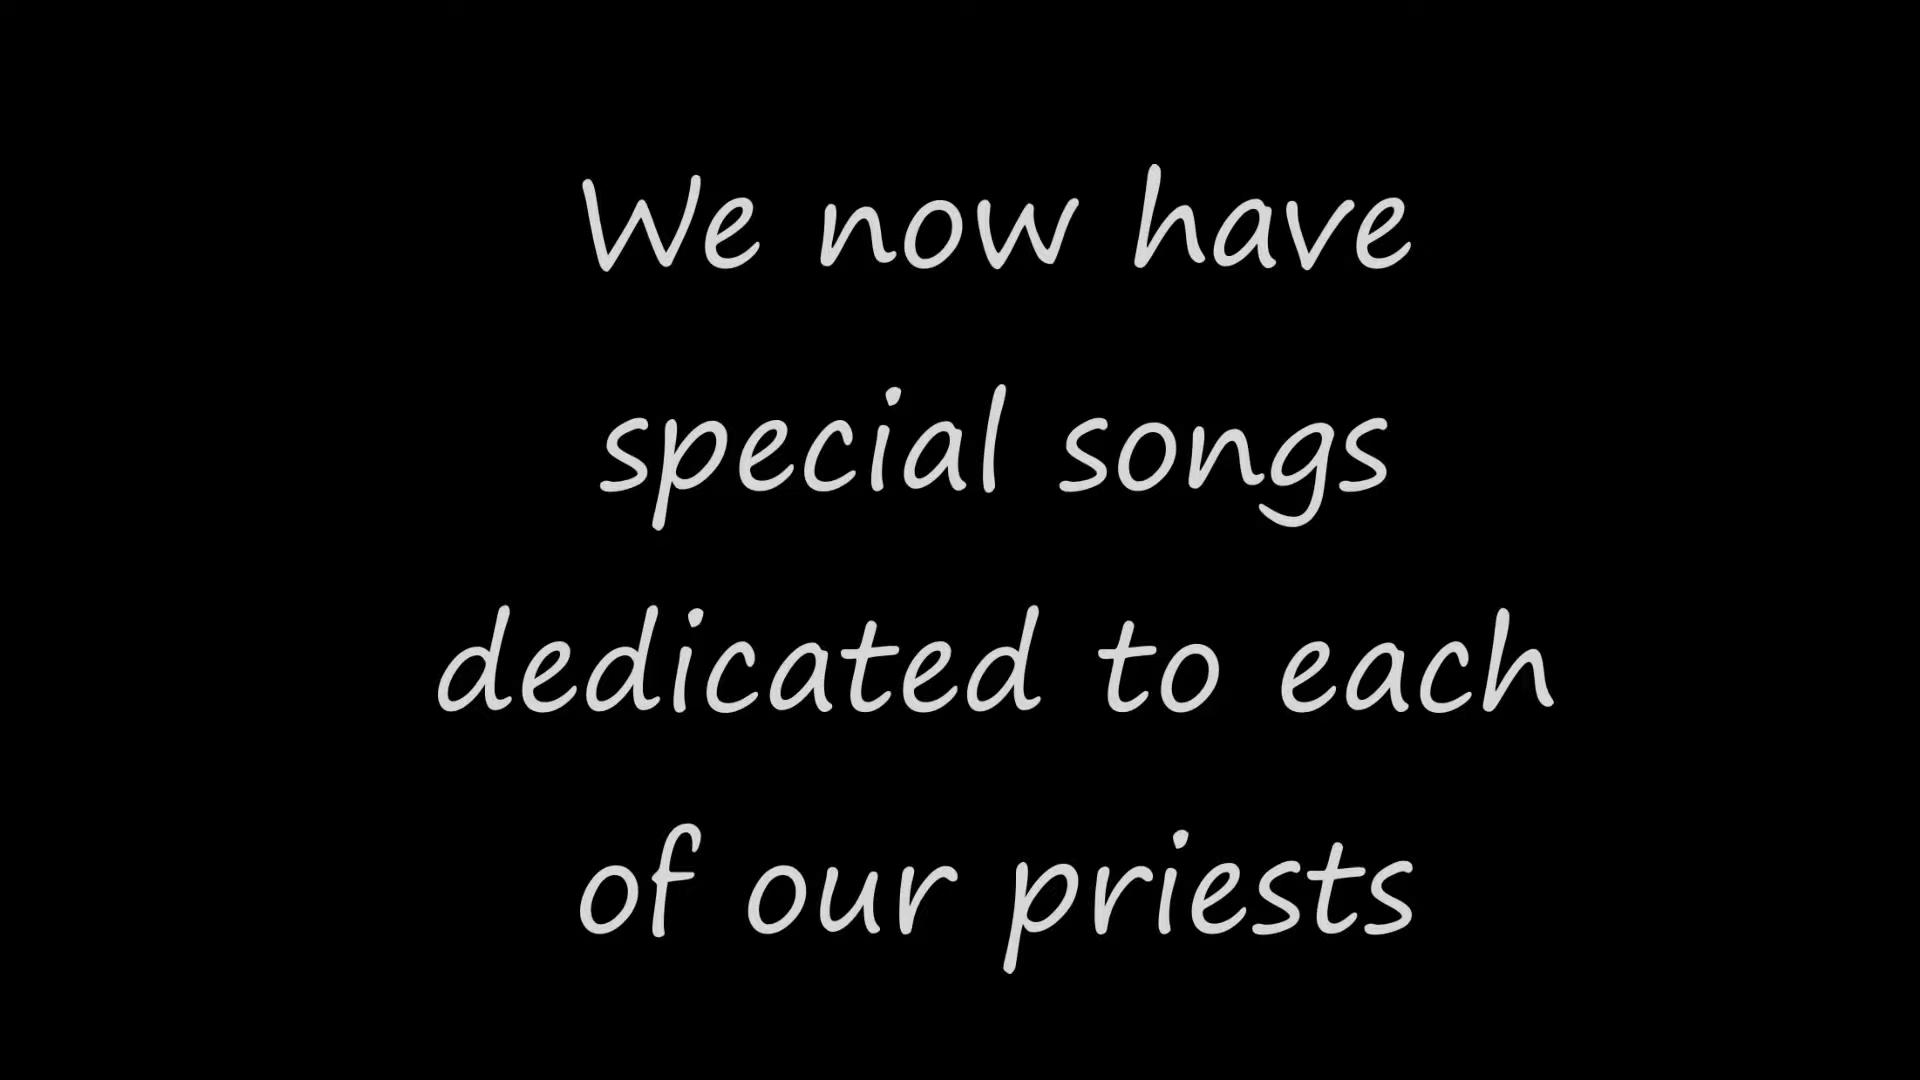 We now have
special songs
dedicated to each
of our priests